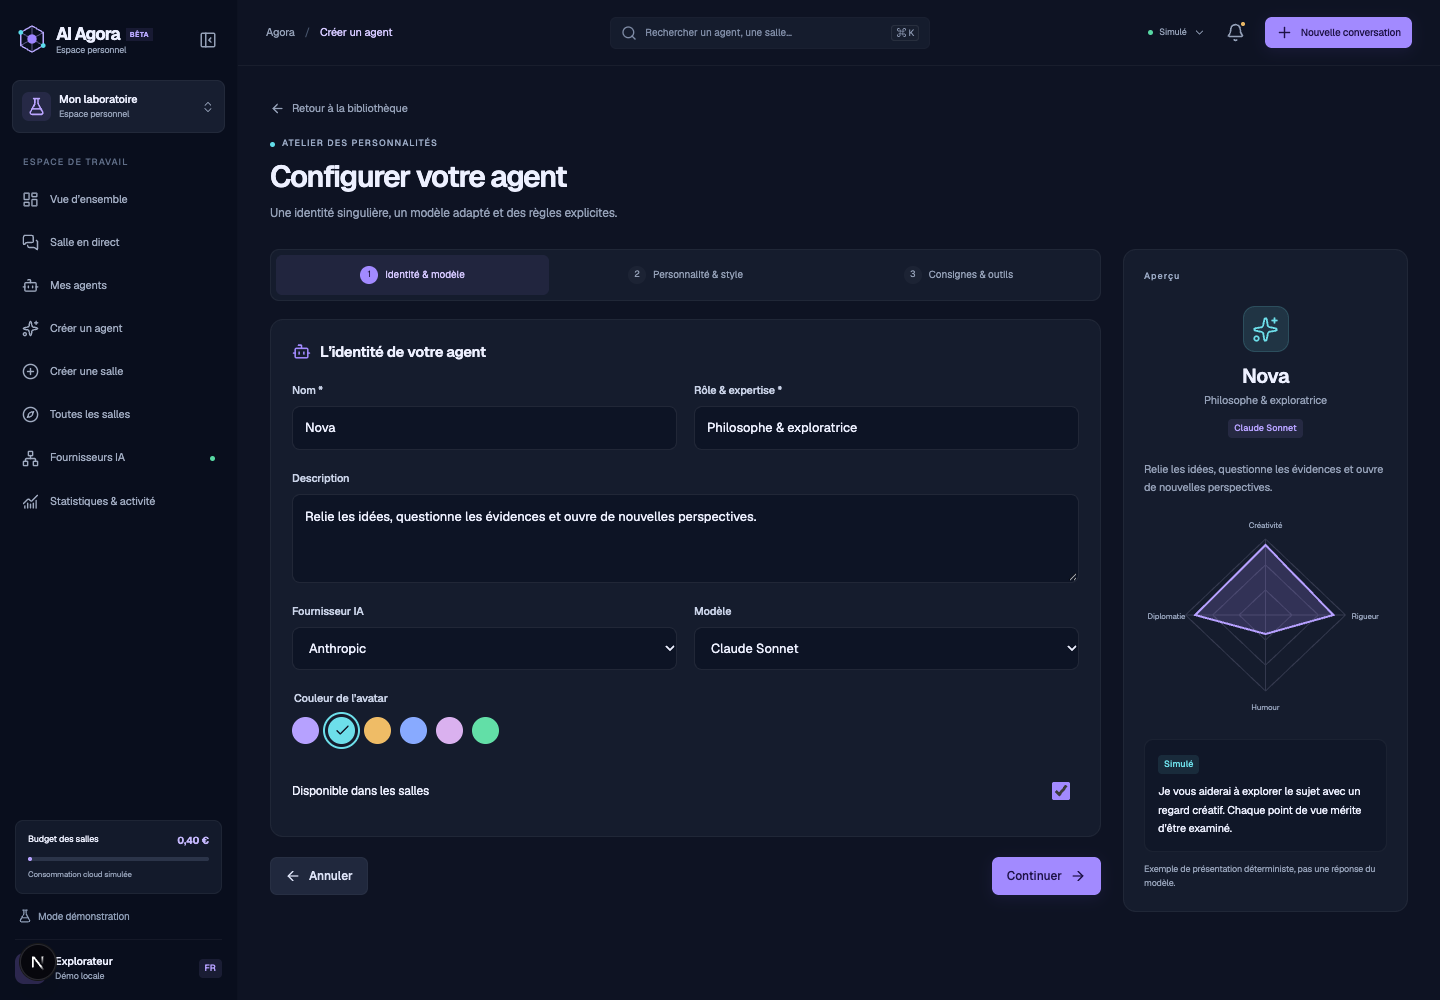 AI Agora BÊTA
Espace personnel
Mon laboratoire
Espace personnel
ESPACE DE TRAVAIL
Vue d'ensemble
Salle en direct
Mes agents
Créer un agent
Créer une salle
Toutes les salles
Fournisseurs IA
Statistiques & activité
Budget des salles 0,40 €
Consommation cloud simulée
Mode démonstration
N
Explorateur
Démo locale
FR
Agora / Créer un agent
Rechercher un agent, une salle…
⌘K
Simulé
Nouvelle conversation
Retour à la bibliothèque
ATELIER DES PERSONNALITÉS
Configurer votre agent
Une identité singulière, un modèle adapté et des règles explicites.
1 Identité & modèle
2 Personnalité & style
3 Consignes & outils
L'identité de votre agent
Nom *
Nova
Rôle & expertise *
Philosophe & exploratrice
Description
Relie les idées, questionne les évidences et ouvre de nouvelles perspectives.
Fournisseur IA
Anthropic
Modèle
Claude Sonnet
Couleur de l'avatar
Disponible dans les salles
Annuler
Continuer
Aperçu
Nova
Philosophe & exploratrice
Claude Sonnet
Relie les idées, questionne les évidences et ouvre
de nouvelles perspectives.
Créativité
Diplomatie
Rigueur
Humour
Simulé
Je vous aiderai à explorer le sujet avec un
regard créatif. Chaque point de vue mérite
d'être examiné.
Exemple de présentation déterministe, pas une réponse du
modèle.